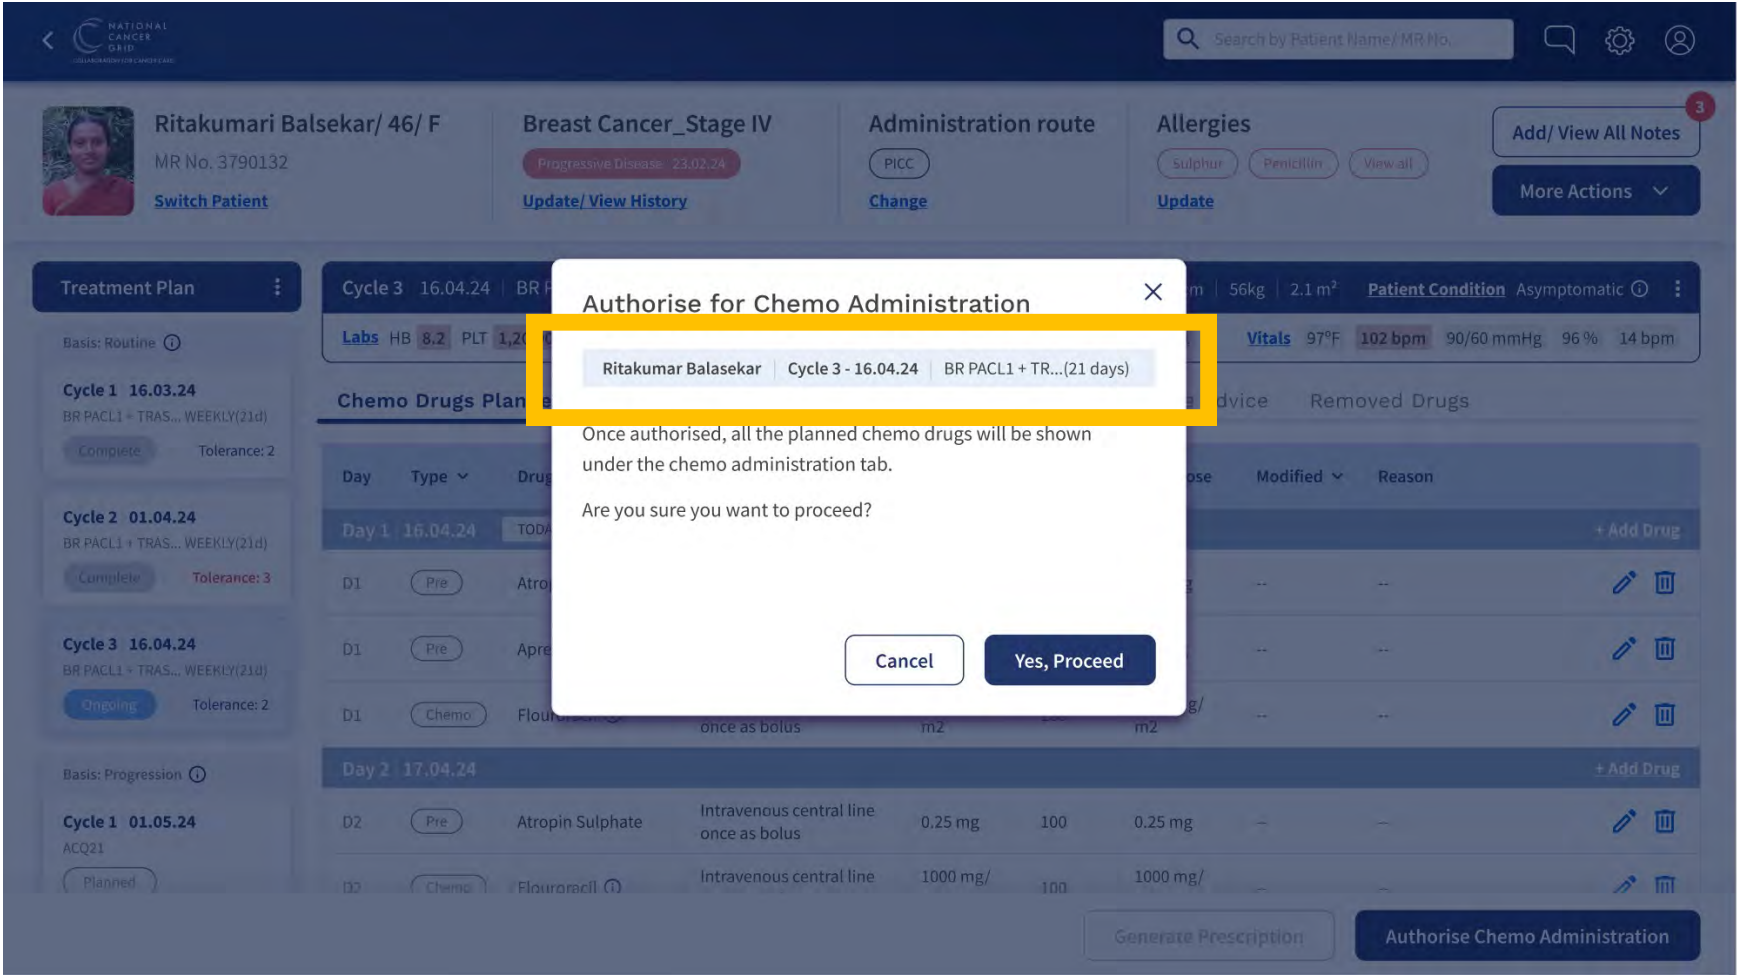 NATIONAL
CANCER
GRID
COLLABORATION FOR CANCER CARE
Search by Patient Name/ MR No.
Ritakumari Balsekar/ 46/ F
MR No. 3790132
Switch Patient
Breast Cancer_Stage IV
Progressive Disease 23.02.24
Update/ View History
Administration route
PICC
Change
Allergies
Sulphur Penicillin View all
Update
3
Add/ View All Notes
More Actions
Treatment Plan
Basis: Routine
Cycle 1 16.03.24
BR PACL1 + TRAS... WEEKLY(21d)
Complete Tolerance: 2
Cycle 2 01.04.24
BR PACL1 + TRAS... WEEKLY(21d)
Complete Tolerance: 3
Cycle 3 16.04.24
BR PACL1 + TRAS... WEEKLY(21d)
Ongoing Tolerance: 2
Basis: Progression
Cycle 1 01.05.24
ACQ21
Planned
Cycle 3 16.04.24 BR 56kg 2.1 m² Patient Condition Asymptomatic
Labs HB 8.2 PLT Vitals 97°F 102 bpm 90/60 mmHg 96 % 14 bpm
Chemo Drugs Removed Drugs
Day Type Modified Reason
Day 1 16.04.24 + Add Drug
D1 Pre -- --
D1 Pre -- --
D1 Chemo -- --
once as bolus m2 m2
Day 2 17.04.24 + Add Drug
D2 Pre Atropin Sulphate Intravenous central line once as bolus 0.25 mg 100 0.25 mg -- --
D2 Chemo Flouroracil Intravenous central line 1000 mg/ 100 1000 mg/ -- --
Authorise for Chemo Administration
Ritakumar Balasekar Cycle 3 - 16.04.24 BR PACL1 + TR...(21 days)
Once authorised, all the planned chemo drugs will be shown
under the chemo administration tab.
Are you sure you want to proceed?
Cancel Yes, Proceed
Generate Prescription Authorise Chemo Administration